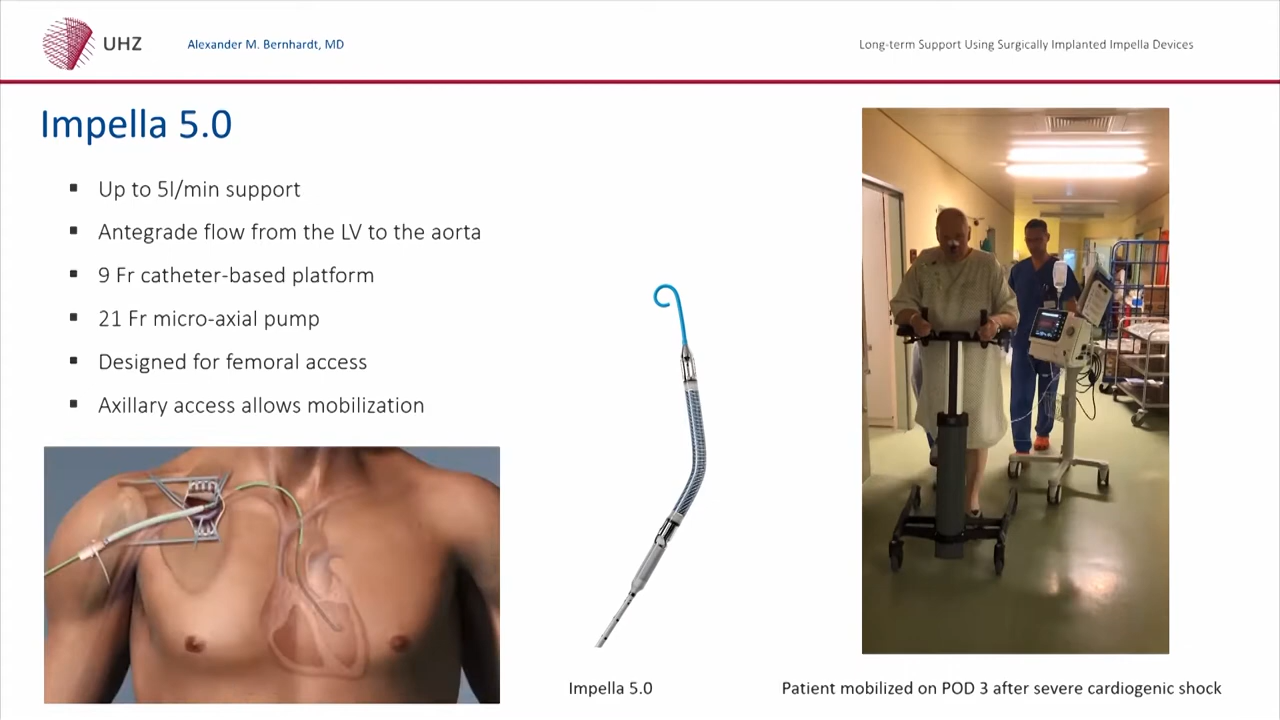 UHZ
Alexander M. Bernhardt, MD
Long-term Support Using Surgically Implanted Impella Devices
Impella 5.0
Up to 5l/min support
Antegrade flow from the LV to the aorta
9 Fr catheter-based platform
21 Fr micro-axial pump
Designed for femoral access
Axillary access allows mobilization
Impella 5.0
Patient mobilized on POD 3 after severe cardiogenic shock